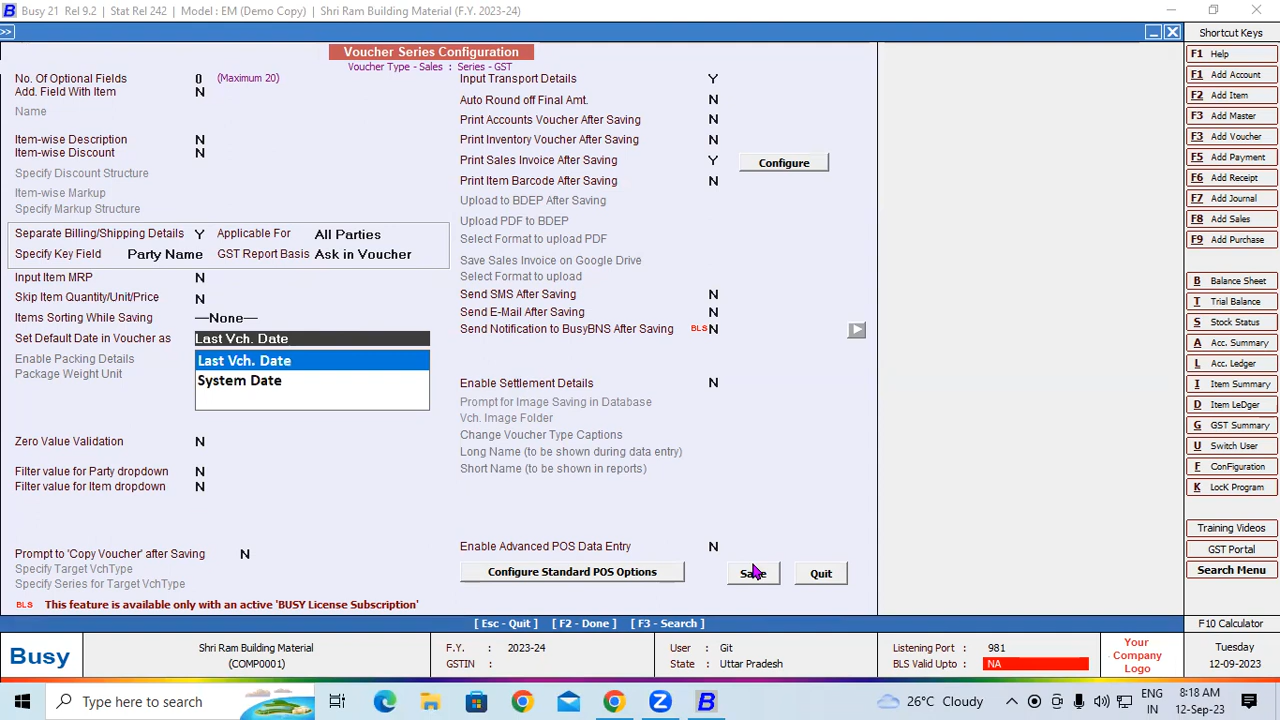 Busy 21 Rel 9.2 | Stat Rel 242 | Model : EM (Demo Copy) | Shri Ram Building Material (F.Y. 2023-24)
>>
Shortcut Keys
Voucher Series Configuration
Voucher Type - Sales : Series - GST
No. Of Optional Fields 0 (Maximum 20)
Add. Field With Item N
Name
Item-wise Description N
Item-wise Discount N
Specify Discount Structure
Item-wise Markup
Specify Markup Structure
Separate Billing/Shipping Details Y Applicable For All Parties
Specify Key Field Party Name GST Report Basis Ask in Voucher
Input Item MRP N
Skip Item Quantity/Unit/Price N
Items Sorting While Saving —None—
Set Default Date in Voucher as Last Vch. Date
Last Vch. Date
System Date
Enable Packing Details
Package Weight Unit
Zero Value Validation N
Filter value for Party dropdown N
Filter value for Item dropdown N
Prompt to 'Copy Voucher' after Saving N
Specify Target VchType
Specify Series for Target VchType
BLS This feature is available only with an active 'BUSY License Subscription'
Input Transport Details Y
Auto Round off Final Amt. N
Print Accounts Voucher After Saving N
Print Inventory Voucher After Saving N
Print Sales Invoice After Saving Y Configure
Print Item Barcode After Saving N
Upload to BDEP After Saving
Upload PDF to BDEP
Select Format to upload PDF
Save Sales Invoice on Google Drive
Select Format to upload
Send SMS After Saving N
Send E-Mail After Saving N
Send Notification to BusyBNS After Saving BLS N
Enable Settlement Details N
Prompt for Image Saving in Database
Vch. Image Folder
Change Voucher Type Captions
Long Name (to be shown during data entry)
Short Name (to be shown in reports)
Enable Advanced POS Data Entry N
Configure Standard POS Options Save Quit
F1 Help
F1 Add Account
F2 Add Item
F3 Add Master
F3 Add Voucher
F5 Add Payment
F6 Add Receipt
F7 Add Journal
F8 Add Sales
F9 Add Purchase
B Balance Sheet
T Trial Balance
S Stock Status
A Acc. Summary
L Acc. Ledger
I Item Summary
D Item LeDger
G GST Summary
U Switch User
F ConFiguration
K LocK Program
Training Videos
GST Portal
Search Menu
[ Esc - Quit ] [ F2 - Done ] [ F3 - Search ]
F10 Calculator
Busy
Shri Ram Building Material
(COMP0001)
F.Y. : 2023-24
GSTIN :
User : Git
State : Uttar Pradesh
Listening Port : 981
BLS Valid Upto : NA
Your
Company
Logo
Tuesday
12-09-2023
Type here to search
26°C Cloudy
ENG
IN
8:18 AM
12-Sep-23